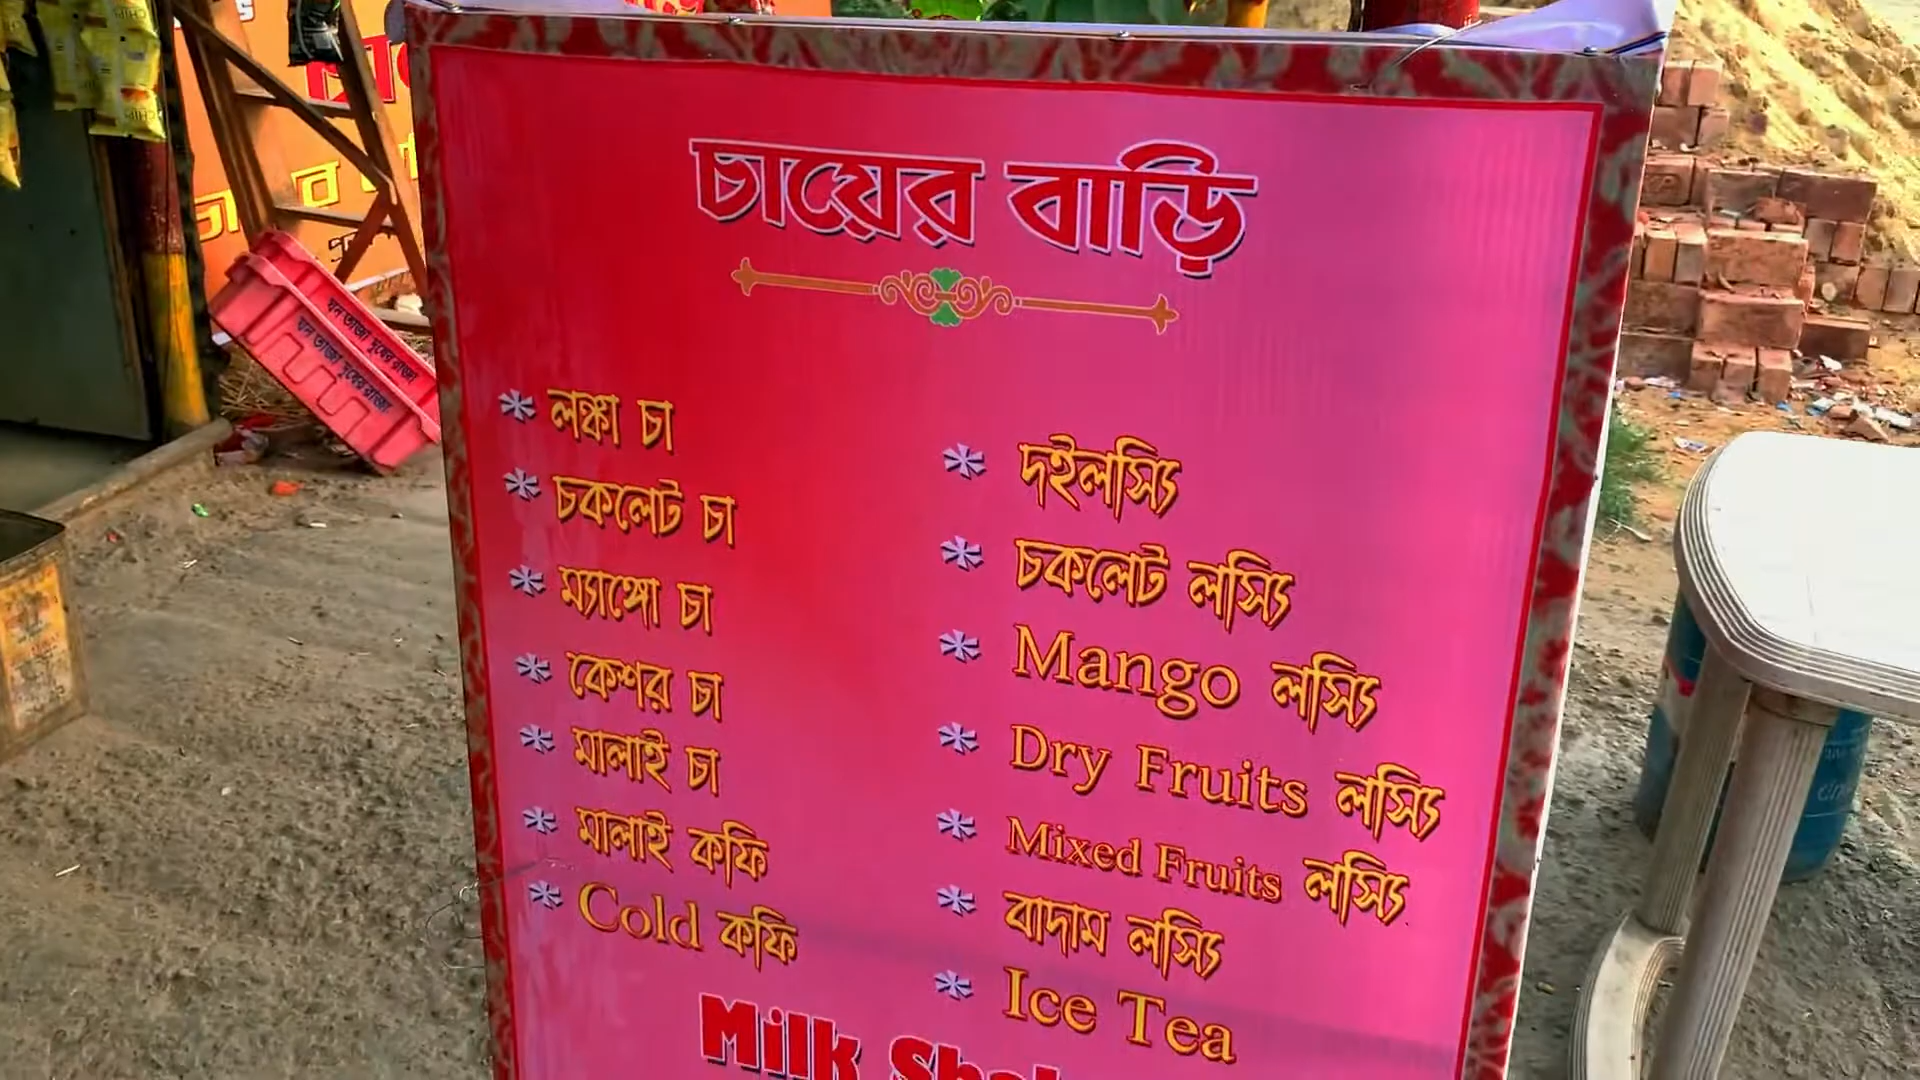 চায়ের বাড়ি
* লঙ্কা চা
* চকলেট চা
* ম্যাঙ্গো চা
* কেশর চা
* মালাই চা
* মালাই কফি
* Cold কফি
* দইলস্যি
* চকলেট লস্যি
* Mango লস্যি
* Dry Fruits লস্যি
* Mixed Fruits লস্যি
* বাদাম লস্যি
* Ice Tea
Milk